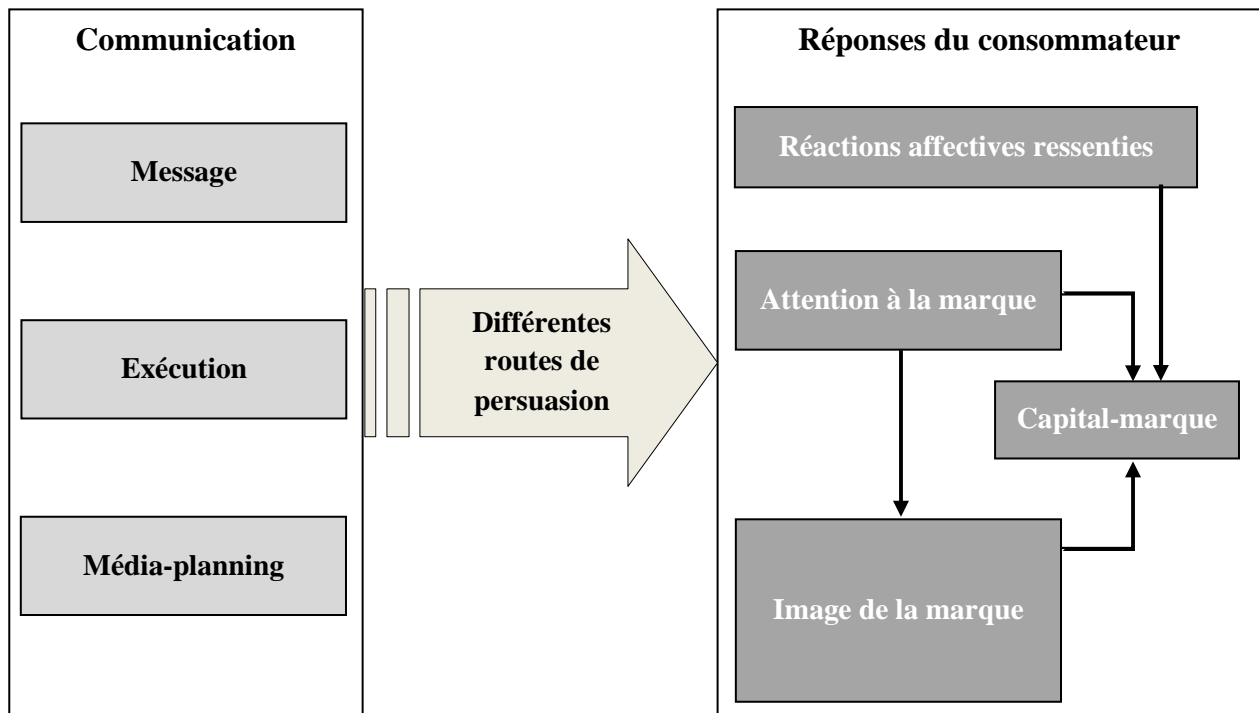 Communication
Message
Exécution
Média-planning
Différentes
routes de
persuasion
Réponses du consommateur
Réactions affectives ressenties
Attention à la marque
Capital-marque
Image de la marque